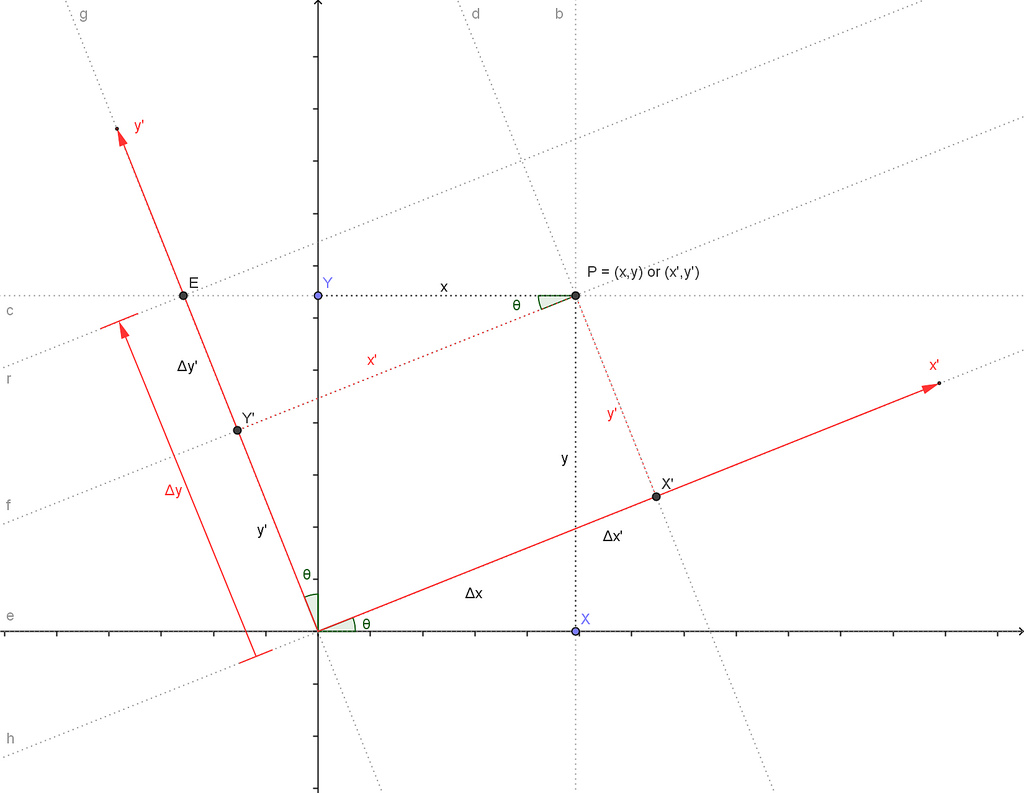 g
d
b
y'
P = (x,y) or (x',y')
E
Y
x
c
θ
Δy'
x'
x'
r
Y'
y'
y
Δy
X'
f
y'
Δx'
θ
Δx
e
θ
X
h